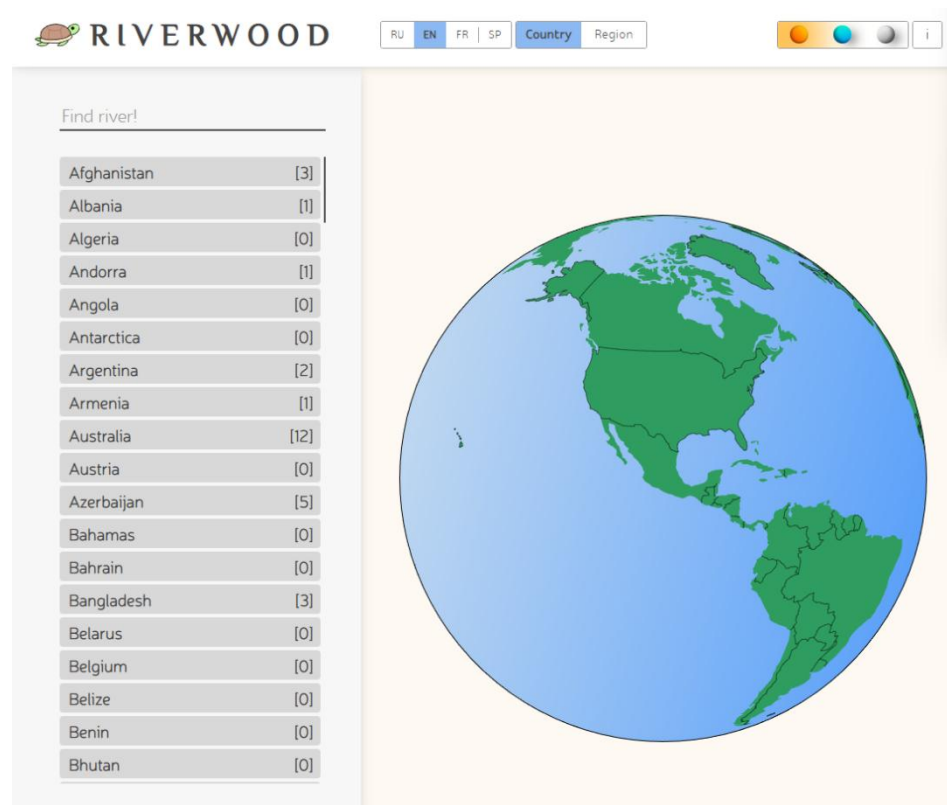 RIVERWOOD
RU EN FR | SP Country Region i
Find river!
Afghanistan [3]
Albania [1]
Algeria [0]
Andorra [1]
Angola [0]
Antarctica [0]
Argentina [2]
Armenia [1]
Australia [12]
Austria [0]
Azerbaijan [5]
Bahamas [0]
Bahrain [0]
Bangladesh [3]
Belarus [0]
Belgium [0]
Belize [0]
Benin [0]
Bhutan [0]